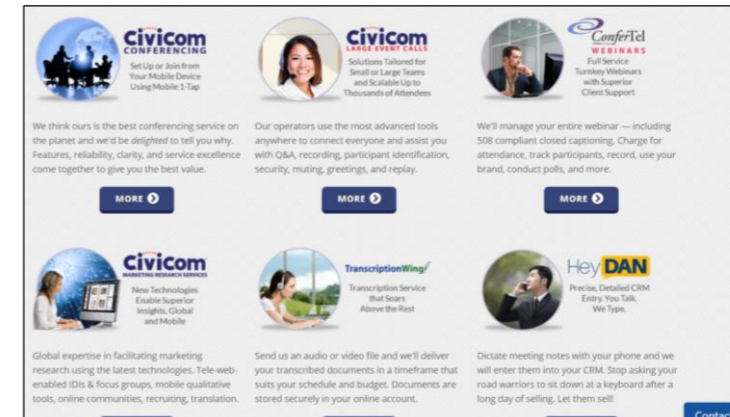 Civicom
CONFERENCING
Set Up or Join from
Your Mobile Device
Using Mobile 1-Tap
We think ours is the best conferencing service on
the planet and we'd be delighted to tell you why.
Features, reliability, clarity, and service excellence
come together to give you the best value.
MORE
Civicom
LARGE EVENT CALLS
Solutions Tailored for
Small or Large Teams
and Scalable Up to
Thousands of Attendees
Our operators use the most advanced tools
anywhere to connect everyone and assist you
with Q&A, recording, participant identification,
security, muting, greetings, and replay.
MORE
ConferTel
WEBINARS
Full Service
Turnkey Webinars
with Superior
Client Support
We'll manage your entire webinar — including
508 compliant closed captioning. Charge for
attendance, track participants, record, use your
brand, conduct polls, and more.
MORE
Civicom
MARKETING RESEARCH SERVICES
New Technologies
Enable Superior
Insights, Global
and Mobile
Global expertise in facilitating marketing
research using the latest technologies. Tele-web-
enabled IDIs & focus groups, mobile qualitative
tools, online communities, recruiting, translation.
TranscriptionWing
Transcription Service
that Soars
Above the Rest
Send us an audio or video file and we'll deliver
your transcribed documents in a timeframe that
suits your schedule and budget. Documents are
stored securely in your online account.
Hey DAN
Precise, Detailed CRM
Entry. You Talk.
We Type.
Dictate meeting notes with your phone and we
will enter them into your CRM. Stop asking your
road warriors to sit down at a keyboard after a
long day of selling. Let them sell!
Contact